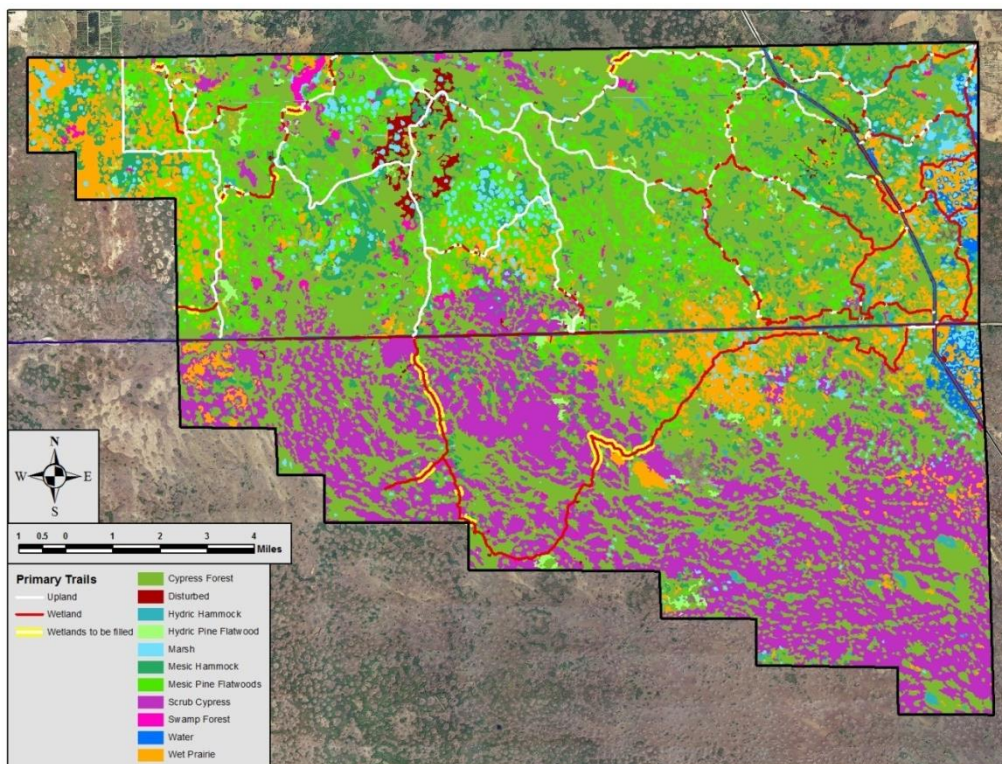 N
W E
S
1 0.5 0 1 2 3 4
Miles
Primary Trails
Upland
Wetland
Wetlands to be filled
Cypress Forest
Disturbed
Hydric Hammock
Hydric Pine Flatwood
Marsh
Mesic Hammock
Mesic Pine Flatwoods
Scrub Cypress
Swamp Forest
Water
Wet Prairie